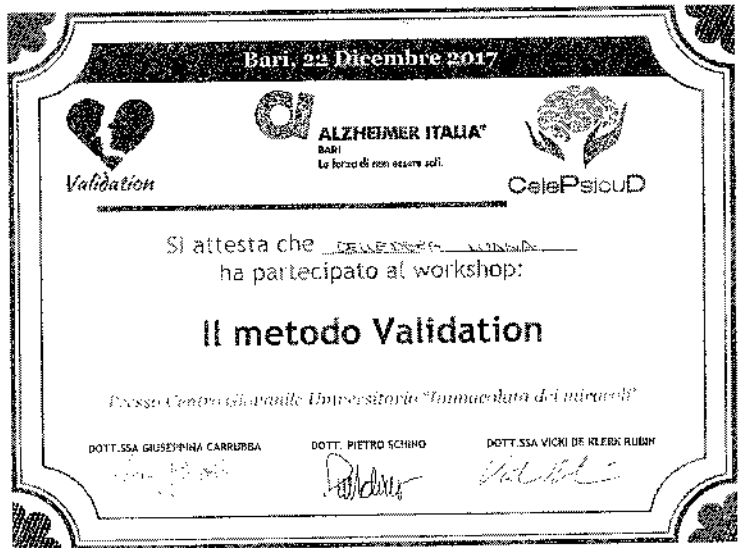 Bari, 22 Dicembre 2017
Validation
ALZHEIMER ITALIA
BARI
La forza di non essere soli.
CelePsicuD
Si attesta che
ha partecipato al workshop:
Il metodo Validation
Presso Centro Giovanile Universitario "Immacolata dei miracoli"
DOTT.SSA GIUSEPPINA CARRUBBA
DOTT. PIETRO SCHINO
DOTT.SSA VICKI DE KLERK RUBIN